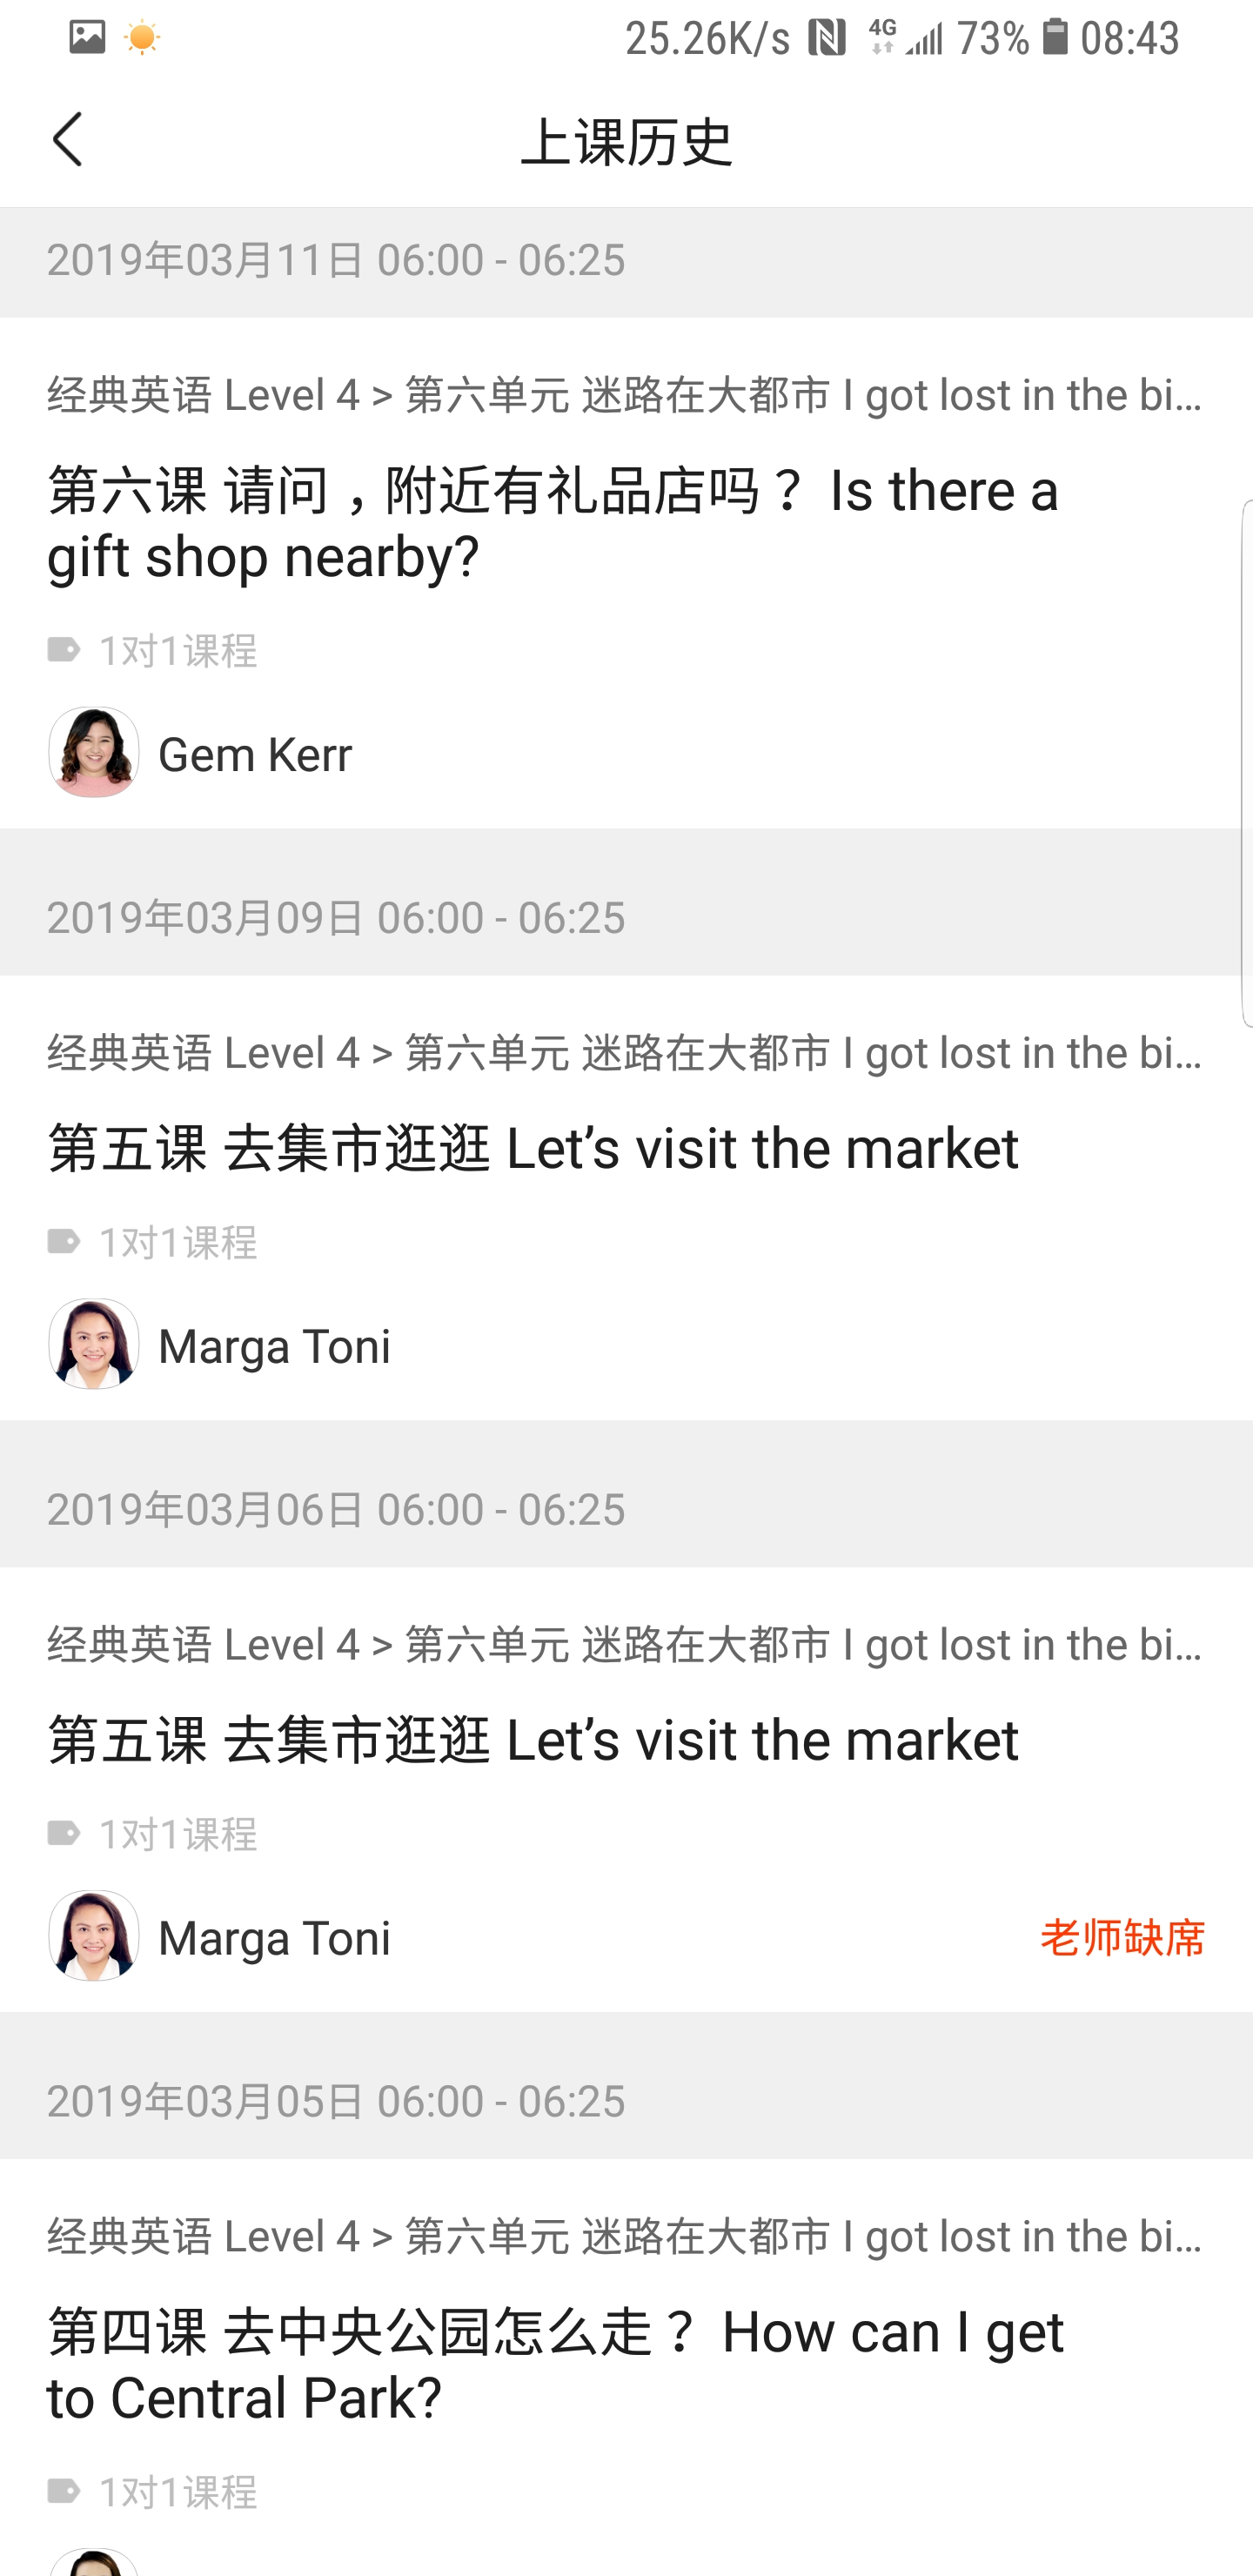 25.26K/s 4G 73% 08:43
上课历史
2019年03月11日 06:00 - 06:25
经典英语 Level 4 > 第六单元 迷路在大都市 I got lost in the bi...
第六课 请问，附近有礼品店吗？ Is there a
gift shop nearby?
1对1课程
Gem Kerr
2019年03月09日 06:00 - 06:25
经典英语 Level 4 > 第六单元 迷路在大都市 I got lost in the bi...
第五课 去集市逛逛 Let’s visit the market
1对1课程
Marga Toni
2019年03月06日 06:00 - 06:25
经典英语 Level 4 > 第六单元 迷路在大都市 I got lost in the bi...
第五课 去集市逛逛 Let’s visit the market
1对1课程
Marga Toni 老师缺席
2019年03月05日 06:00 - 06:25
经典英语 Level 4 > 第六单元 迷路在大都市 I got lost in the bi...
第四课 去中央公园怎么走？ How can I get
to Central Park?
1对1课程